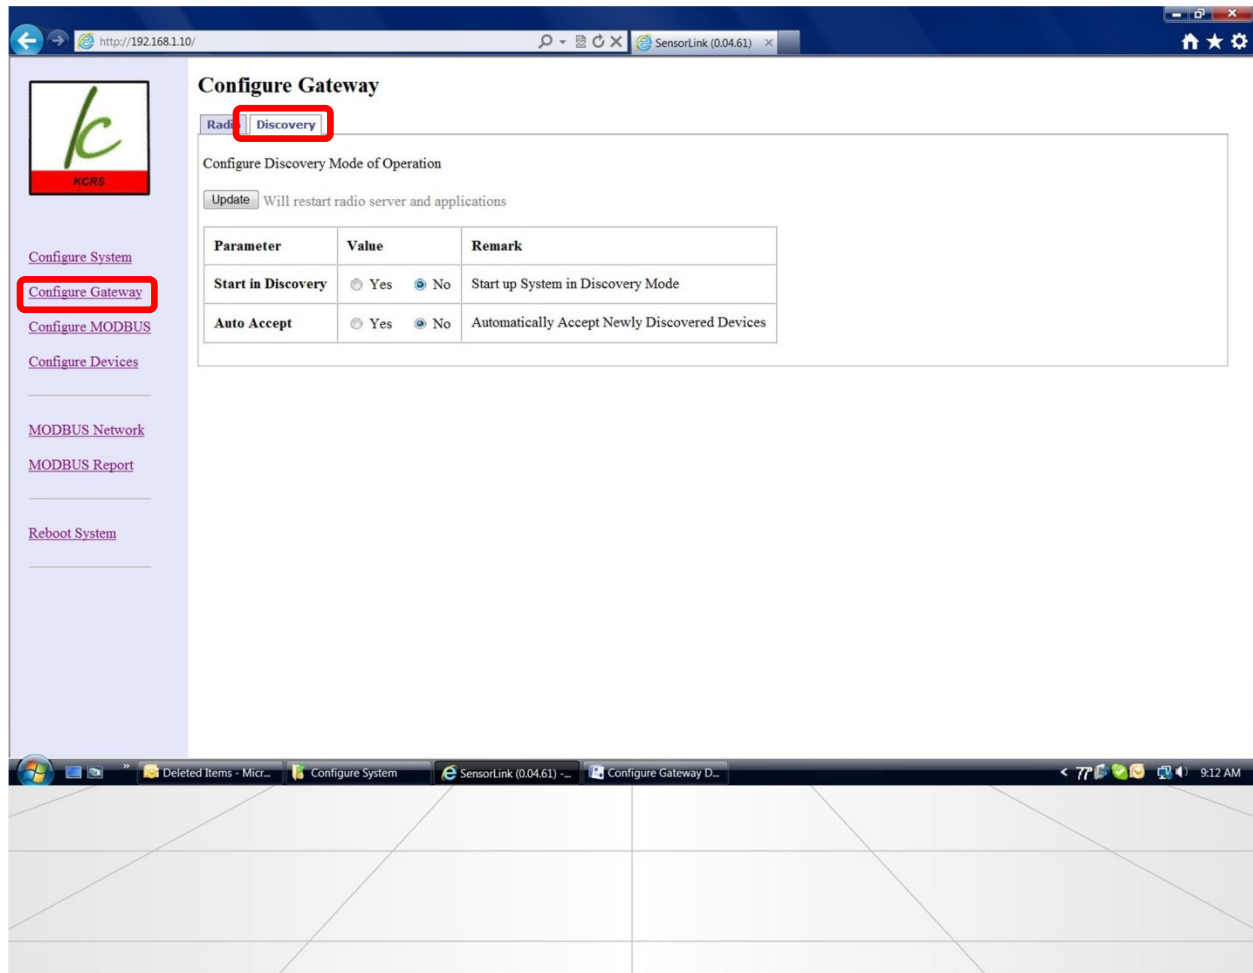 http://192.168.1.10/
SensorLink (0.04.61)
KCRS
Configure System
Configure Gateway
Configure MODBUS
Configure Devices
MODBUS Network
MODBUS Report
Reboot System
Configure Gateway
Radio Discovery
Configure Discovery Mode of Operation
Update Will restart radio server and applications
Parameter Value Remark
Start in Discovery Yes No Start up System in Discovery Mode
Auto Accept Yes No Automatically Accept Newly Discovered Devices
Deleted Items - Micr... Configure System SensorLink (0.04.61) -... Configure Gateway D... 77° 9:12 AM